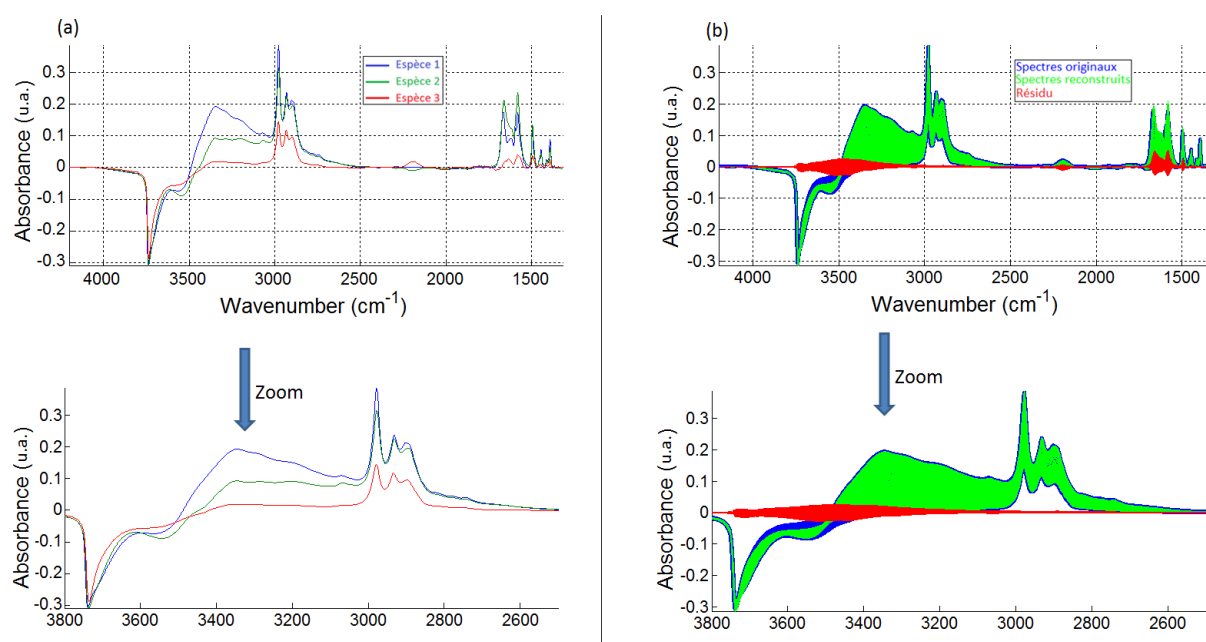 (a)
Absorbance (u.a.)
0.3
0.2
0.1
0
-0.1
-0.2
-0.3
Espèce 1
Espèce 2
Espèce 3
4000 3500 3000 2500 2000 1500
Wavenumber (cm-1)
Zoom
Absorbance (u.a.)
0.3
0.2
0.1
0
-0.1
-0.2
-0.3
3800 3600 3400 3200 3000 2800 2600
(b)
Absorbance (u.a.)
0.3
0.2
0.1
0
-0.1
-0.2
-0.3
Spectres originaux
Spectres reconstruits
Résidu
4000 3500 3000 2500 2000 1500
Wavenumber (cm-1)
Zoom
Absorbance (u.a.)
0.3
0.2
0.1
0
-0.1
-0.2
-0.3
3800 3600 3400 3200 3000 2800 2600